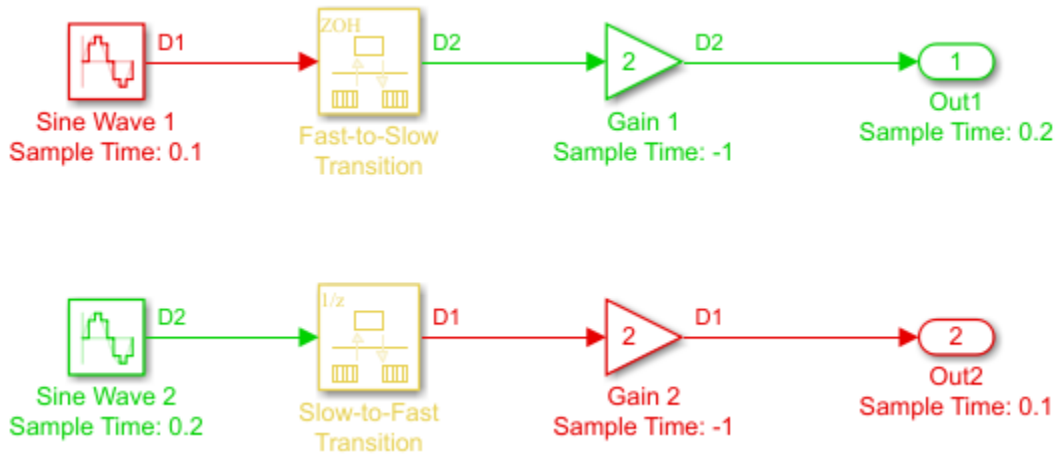 D1
ZOH
D2
2
D2
1
Sine Wave 1
Sample Time: 0.1
Fast-to-Slow
Transition
Gain 1
Sample Time: -1
Out1
Sample Time: 0.2
D2
1/z
D1
2
D1
2
Sine Wave 2
Sample Time: 0.2
Slow-to-Fast
Transition
Gain 2
Sample Time: -1
Out2
Sample Time: 0.1